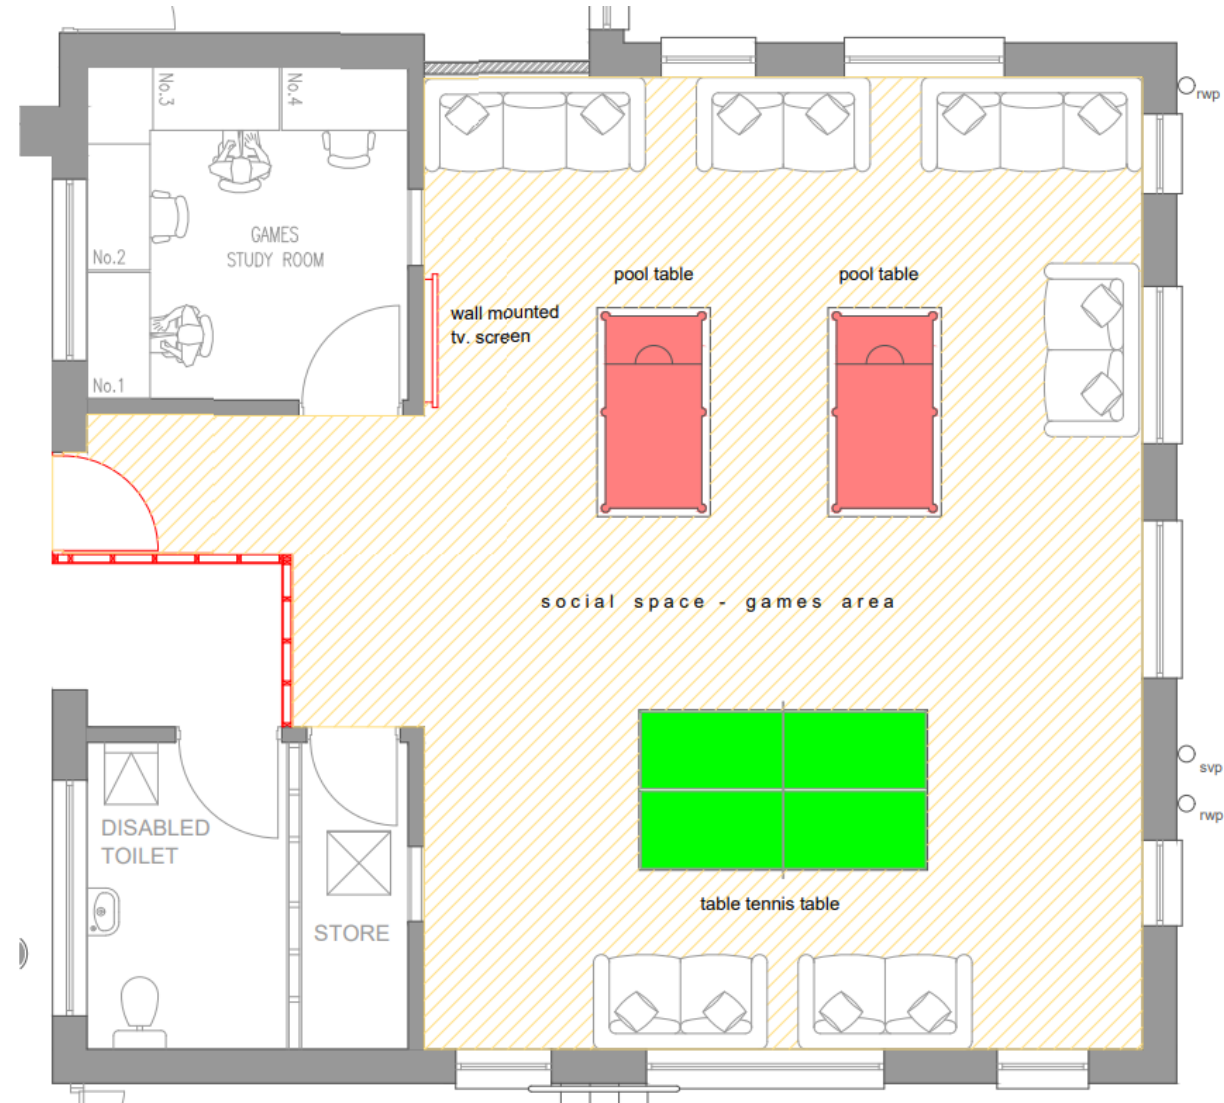 No.3
No.4
rwp
GAMES
STUDY ROOM
No.2
No.1
pool table
pool table
wall mounted
tv. screen
social space - games area
svp
rwp
DISABLED
TOILET
STORE
table tennis table